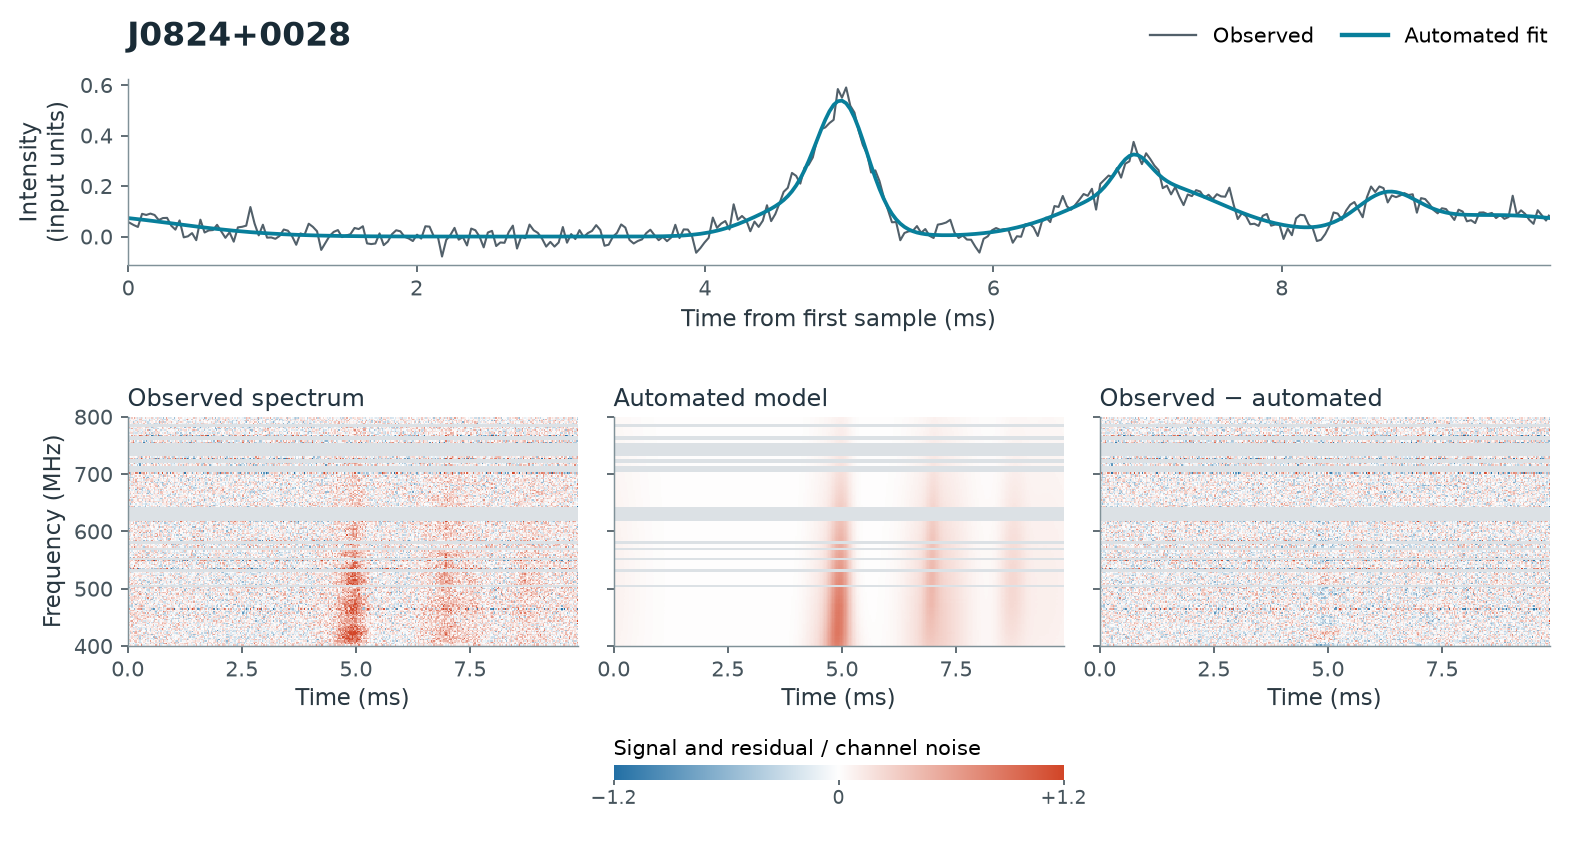 J0824+0028
Observed
Automated fit
Intensity
(input units)
0.6
0.4
0.2
0.0
0
2
4
6
8
Time from first sample (ms)
Observed spectrum
Automated model
Observed − automated
Frequency (MHz)
800
700
600
500
400
0.0
2.5
5.0
7.5
0.0
2.5
5.0
7.5
0.0
2.5
5.0
7.5
Time (ms)
Time (ms)
Time (ms)
Signal and residual / channel noise
−1.2
0
+1.2